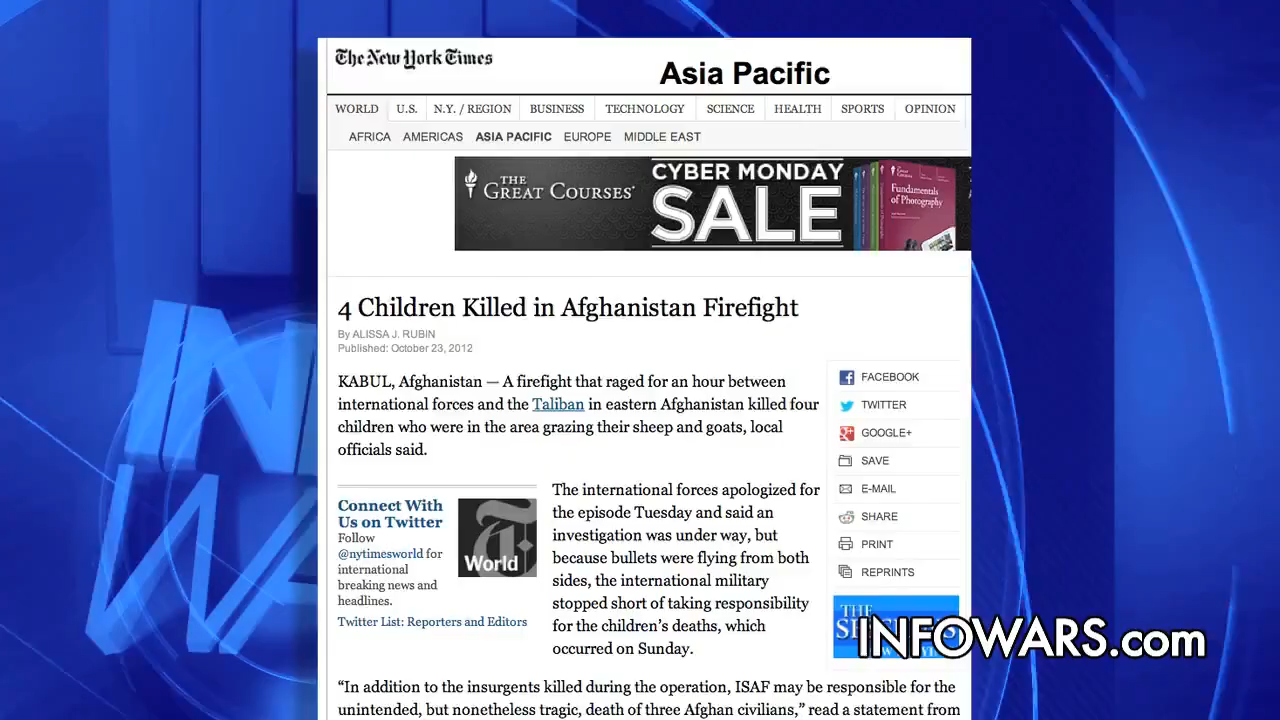 The New York Times
Asia Pacific
WORLD U.S. N.Y. / REGION BUSINESS TECHNOLOGY SCIENCE HEALTH SPORTS OPINION
AFRICA AMERICAS ASIA PACIFIC EUROPE MIDDLE EAST
THE GREAT COURSES
CYBER MONDAY
SALE
Fundamentals
of Photography
4 Children Killed in Afghanistan Firefight
By ALISSA J. RUBIN
Published: October 23, 2012
KABUL, Afghanistan — A firefight that raged for an hour between
international forces and the Taliban in eastern Afghanistan killed four
children who were in the area grazing their sheep and goats, local
officials said.
FACEBOOK
TWITTER
GOOGLE+
SAVE
E-MAIL
SHARE
PRINT
REPRINTS
Connect With
Us on Twitter
Follow
@nytimesworld for
international
breaking news and
headlines.
Twitter List: Reporters and Editors
T
World
The international forces apologized for
the episode Tuesday and said an
investigation was under way, but
because bullets were flying from both
sides, the international military
stopped short of taking responsibility
for the children's deaths, which
occurred on Sunday.
THE
INFOWARS.com
“In addition to the insurgents killed during the operation, ISAF may be responsible for the
unintended, but nonetheless tragic, death of three Afghan civilians,” read a statement from
IN
WA